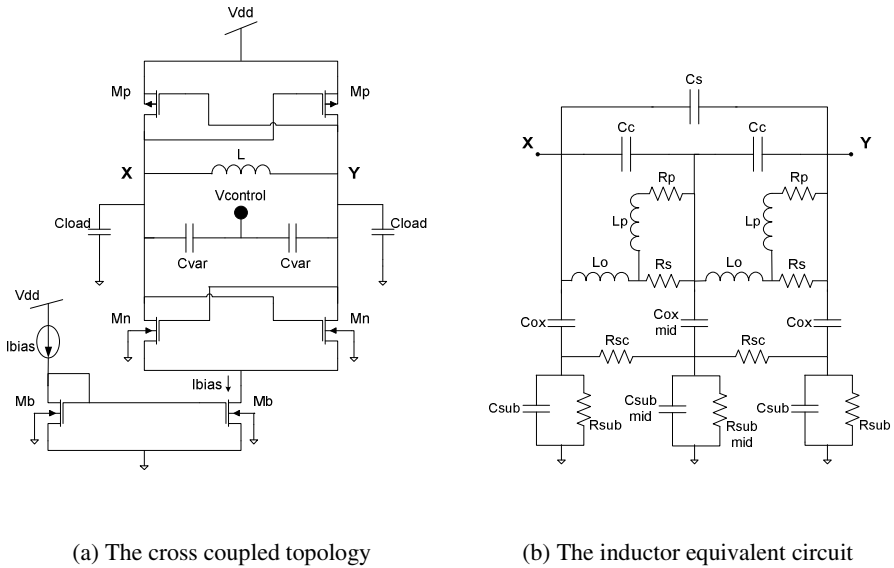 Vdd
Mp
Mp
L
X
Y
Vcontrol
Cload
Cload
Cvar
Cvar
Vdd
Mn
Mn
Ibias
Ibias
Mb
Mb
(a) The cross coupled topology
Cs
X
Cc
Cc
Y
Rp
Rp
Lp
Lp
Lo
Rs
Lo
Rs
Cox
Cox
mid
Cox
Rsc
Rsc
Csub
Rsub
Csub
mid
Rsub
mid
Csub
Rsub
(b) The inductor equivalent circuit